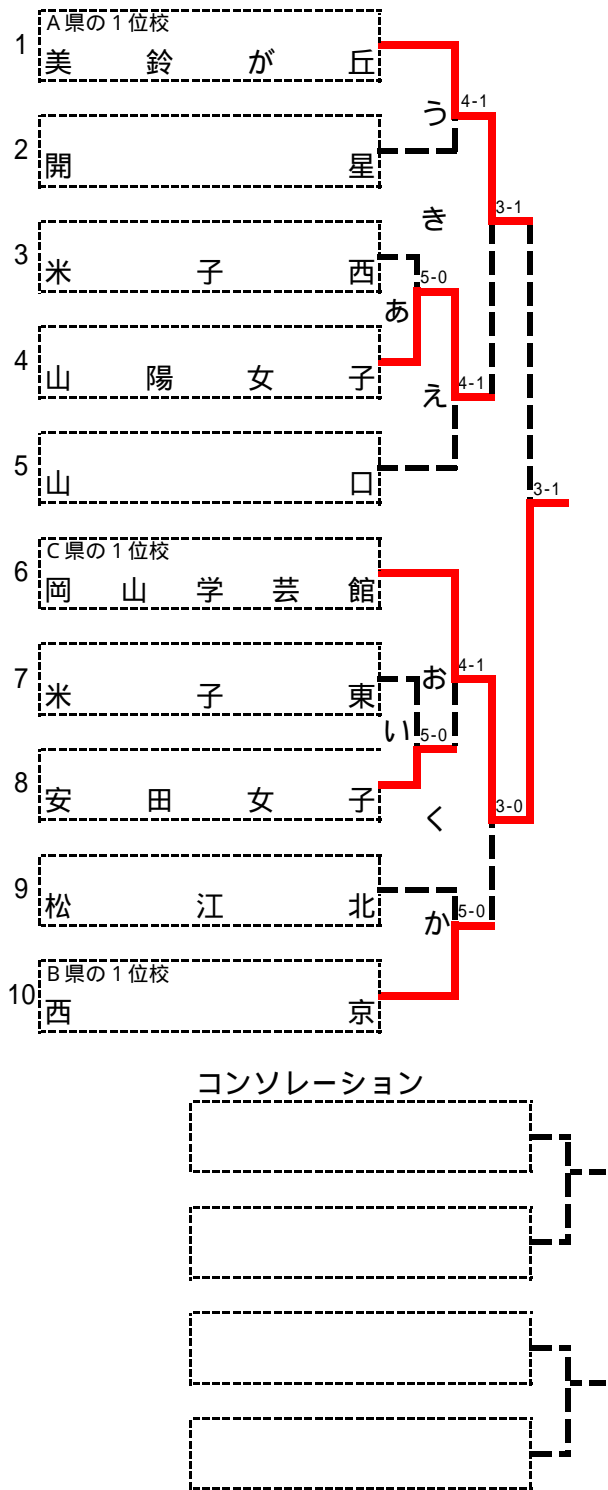 A県の1位校
1 美鈴が丘
4-1
う
2 開星
3-1
き
3 米子西
5-0
あ
4 山陽女子
4-1
え
5 山口
3-1
C県の1位校
6 岡山学芸館
4-1
お
7 米子東
い 5-0
8 安田女子
3-0
く
9 松江北
5-0
か
B県の1位校
10 西京
コンソレーション